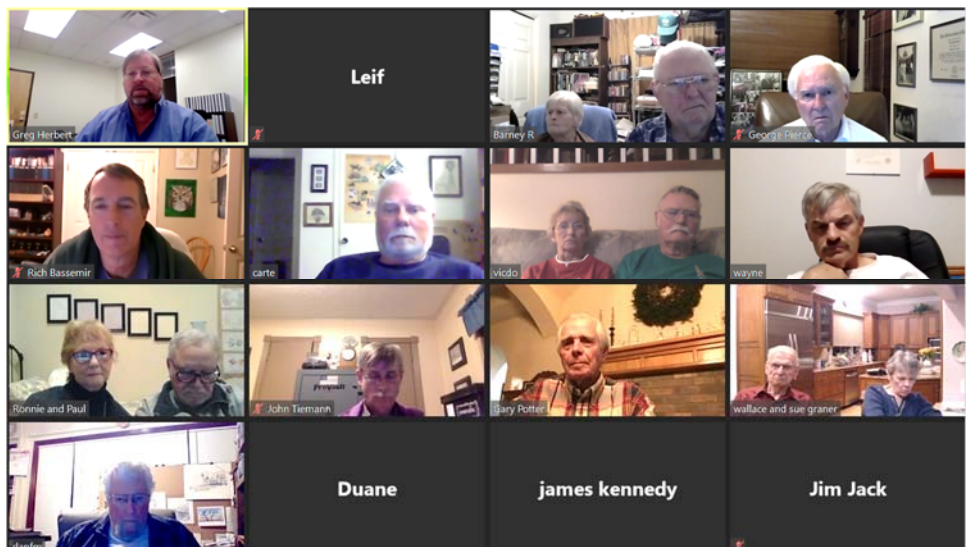 Greg Herbert
Leif
Barney R
George Pierce
Rich Bassemir
carte
vicdo
wayne
Ronnie and Paul
John Tiemann
Gary Potter
wallace and sue graner
Duane
james kennedy
Jim Jack